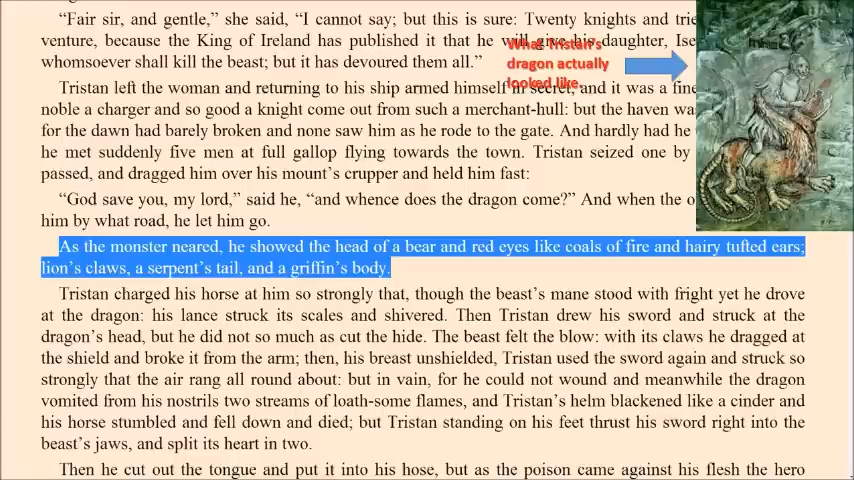 “Fair sir, and gentle,” she said, “I cannot say; but this is sure: Twenty knights and trie
venture, because the King of Ireland has published it that he will give his daughter, Ise
whomsoever shall kill the beast; but it has devoured them all.”
What Tristan's
dragon actually
looked like.
Tristan left the woman and returning to his ship armed himself in secret, and it was a fine
noble a charger and so good a knight come out from such a merchant-hull: but the haven wa
for the dawn had barely broken and none saw him as he rode to the gate. And hardly had he
he met suddenly five men at full gallop flying towards the town. Tristan seized one by
passed, and dragged him over his mount’s crupper and held him fast:
“God save you, my lord,” said he, “and whence does the dragon come?” And when the o
him by what road, he let him go.
As the monster neared, he showed the head of a bear and red eyes like coals of fire and hairy tufted ears;
lion’s claws, a serpent’s tail, and a griffin’s body.
Tristan charged his horse at him so strongly that, though the beast’s mane stood with fright yet he drove
at the dragon: his lance struck its scales and shivered. Then Tristan drew his sword and struck at the
dragon’s head, but he did not so much as cut the hide. The beast felt the blow: with its claws he dragged at
the shield and broke it from the arm; then, his breast unshielded, Tristan used the sword again and struck so
strongly that the air rang all round about: but in vain, for he could not wound and meanwhile the dragon
vomited from his nostrils two streams of loath-some flames, and Tristan’s helm blackened like a cinder and
his horse stumbled and fell down and died; but Tristan standing on his feet thrust his sword right into the
beast’s jaws, and split its heart in two.
Then he cut out the tongue and put it into his hose, but as the poison came against his flesh the hero